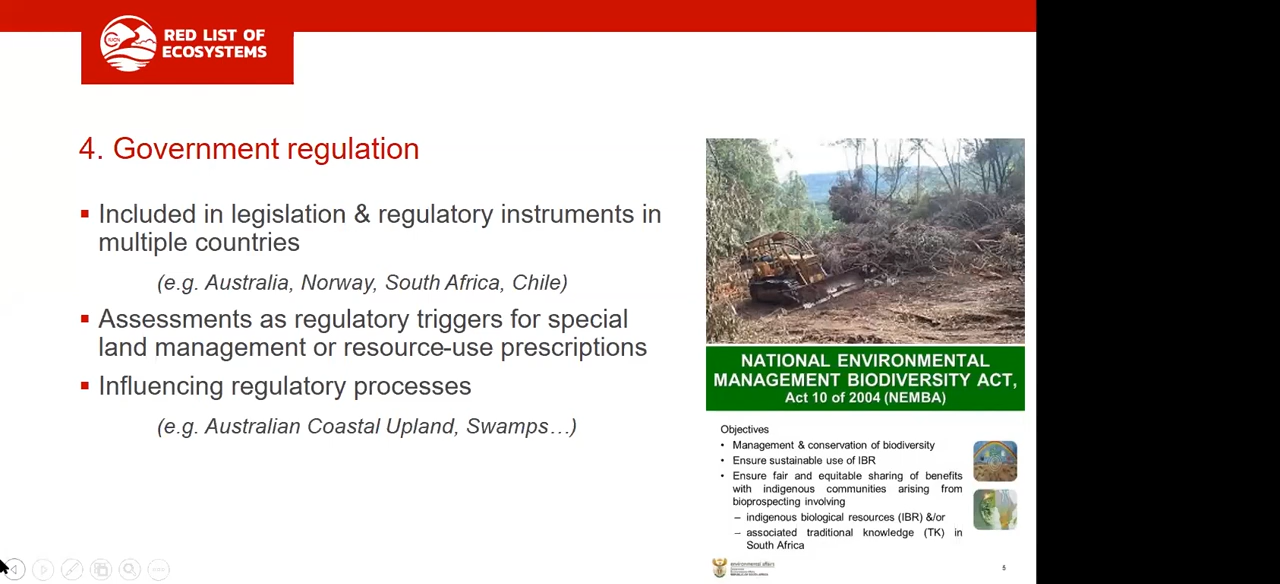 RED LIST OF
ECOSYSTEMS
4. Government regulation
▪ Included in legislation & regulatory instruments in
multiple countries
(e.g. Australia, Norway, South Africa, Chile)
▪ Assessments as regulatory triggers for special
land management or resource-use prescriptions
▪ Influencing regulatory processes
(e.g. Australian Coastal Upland, Swamps…)
NATIONAL ENVIRONMENTAL
MANAGEMENT BIODIVERSITY ACT,
Act 10 of 2004 (NEMBA)
Objectives
• Management & conservation of biodiversity
• Ensure sustainable use of IBR
• Ensure fair and equitable sharing of benefits
with indigenous communities arising from
bioprospecting involving
– indigenous biological resources (IBR) &/or
– associated traditional knowledge (TK) in
South Africa
environmental affairs
REPUBLIC OF SOUTH AFRICA
5